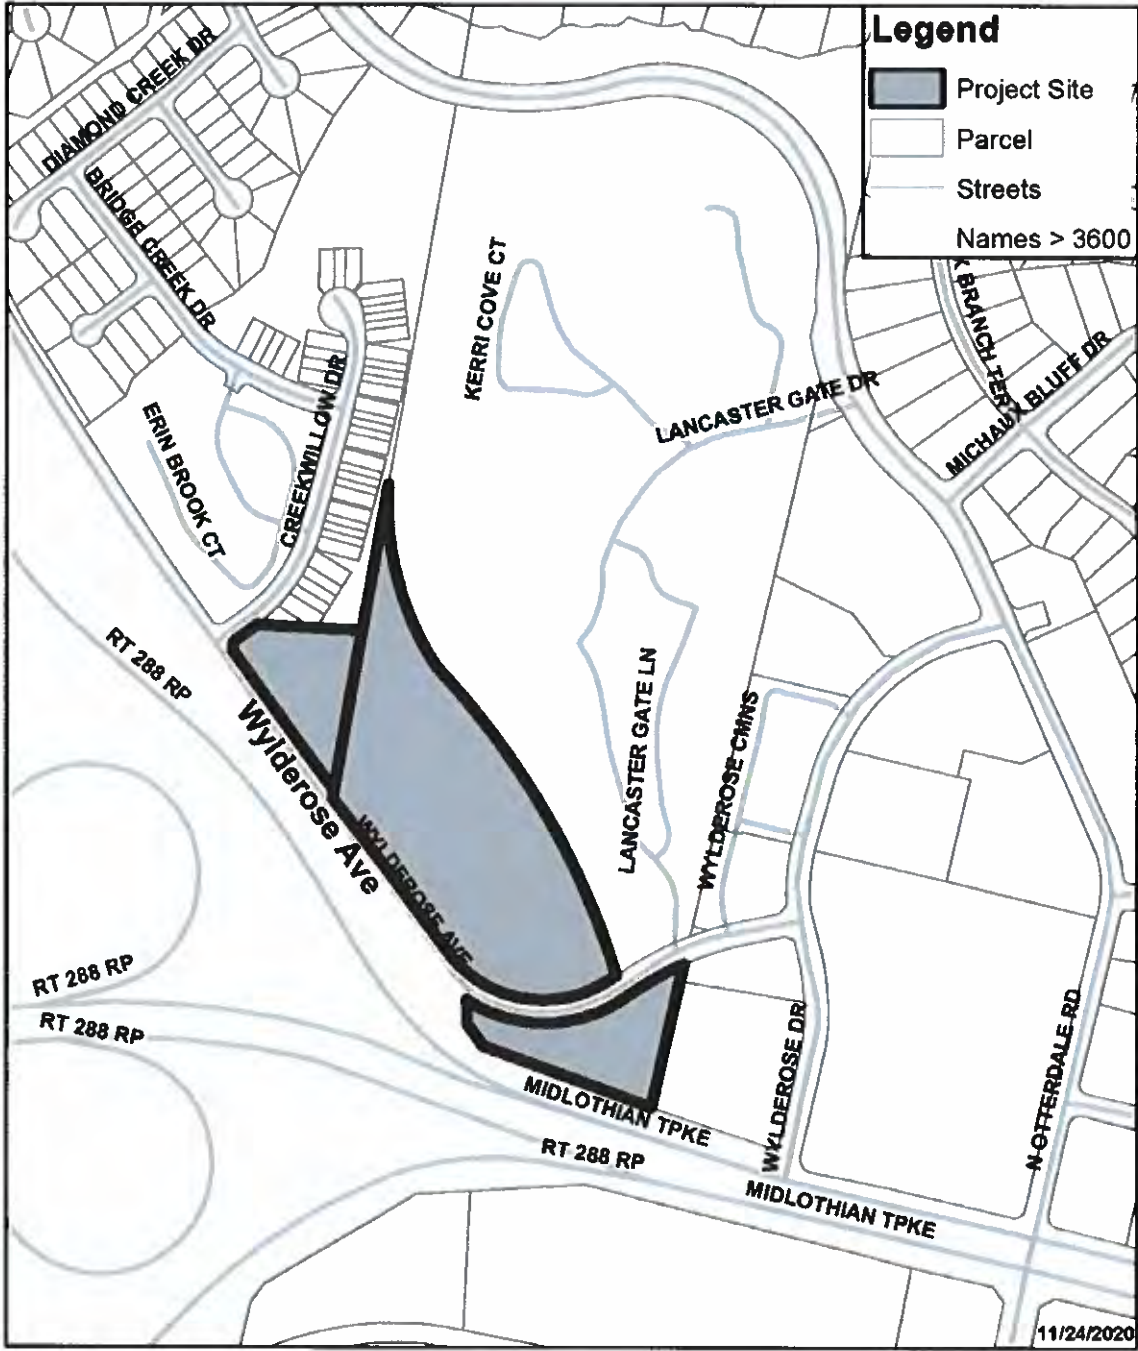 Legend
Project Site
Parcel
Streets
Names > 3600
DIAMOND CREEK DR
BRIDGE CREEK DR
KERRI COVE CT
BRANCH TER
MICHAUX BLUFF DR
LANCASTER GATE DR
CREEKWILLOW DR
ERIN BROOK CT
RT 288 RP
Wylderose Ave
WYLDEROSE AVE
LANCASTER GATE LN
WYLDEROSE CMNS
RT 288 RP
RT 288 RP
WYLDEROSE DR
N OTTERDALE RD
MIDLOTHIAN TPKE
RT 288 RP
MIDLOTHIAN TPKE
11/24/2020